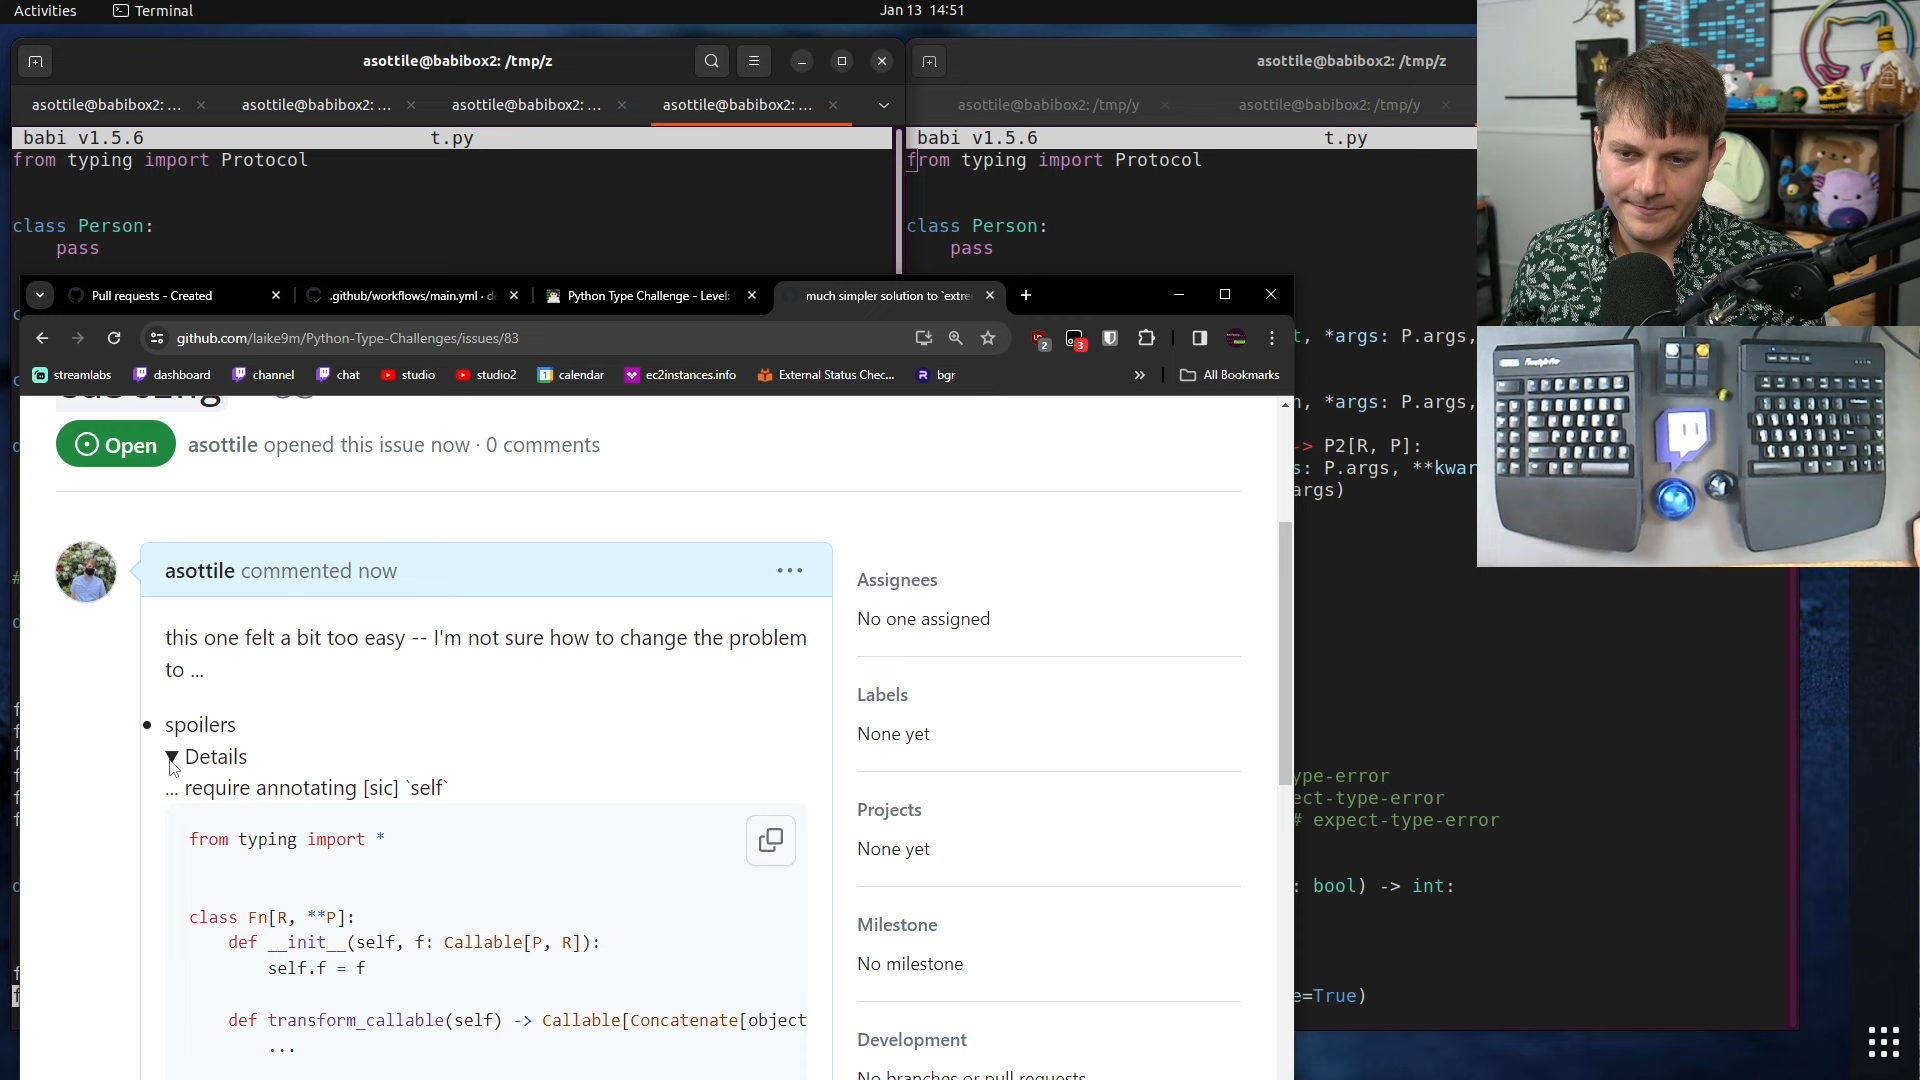 Activities
Terminal
Jan 13 14:51
asottile@babibox2: /tmp/z
asottile@babibox2: /tmp/z
asottile@babibox2: ...
asottile@babibox2: ...
asottile@babibox2: ...
asottile@babibox2: ...
asottile@babibox2: /tmp/y
asottile@babibox2: /tmp/y
babi v1.5.6
t.py
babi v1.5.6
t.py
from typing import Protocol
from typing import Protocol
class Person:
pass
class Person:
pass
Pull requests - Created
.github/workflows/main.yml · de
Python Type Challenge - Level:
much simpler solution to `extre
github.com/laike9m/Python-Type-Challenges/issues/83
2
3
streamlabs
dashboard
channel
chat
studio
studio2
calendar
ec2instances.info
External Status Chec...
bgr
»
All Bookmarks
t, *args: P.args,
n, *args: P.args,
-> P2[R, P]:
s: P.args, **kwar
args)
Open
asottile opened this issue now · 0 comments
asottile commented now
this one felt a bit too easy -- I'm not sure how to change the problem
to ...
spoilers
Details
... require annotating [sic] `self`
from typing import *
class Fn[R, **P]:
def __init__(self, f: Callable[P, R]):
self.f = f
def transform_callable(self) -> Callable[Concatenate[object
...
Assignees
No one assigned
Labels
None yet
Projects
None yet
Milestone
No milestone
Development
No branches or pull requests
ype-error
ect-type-error
# expect-type-error
: bool) -> int:
e=True)